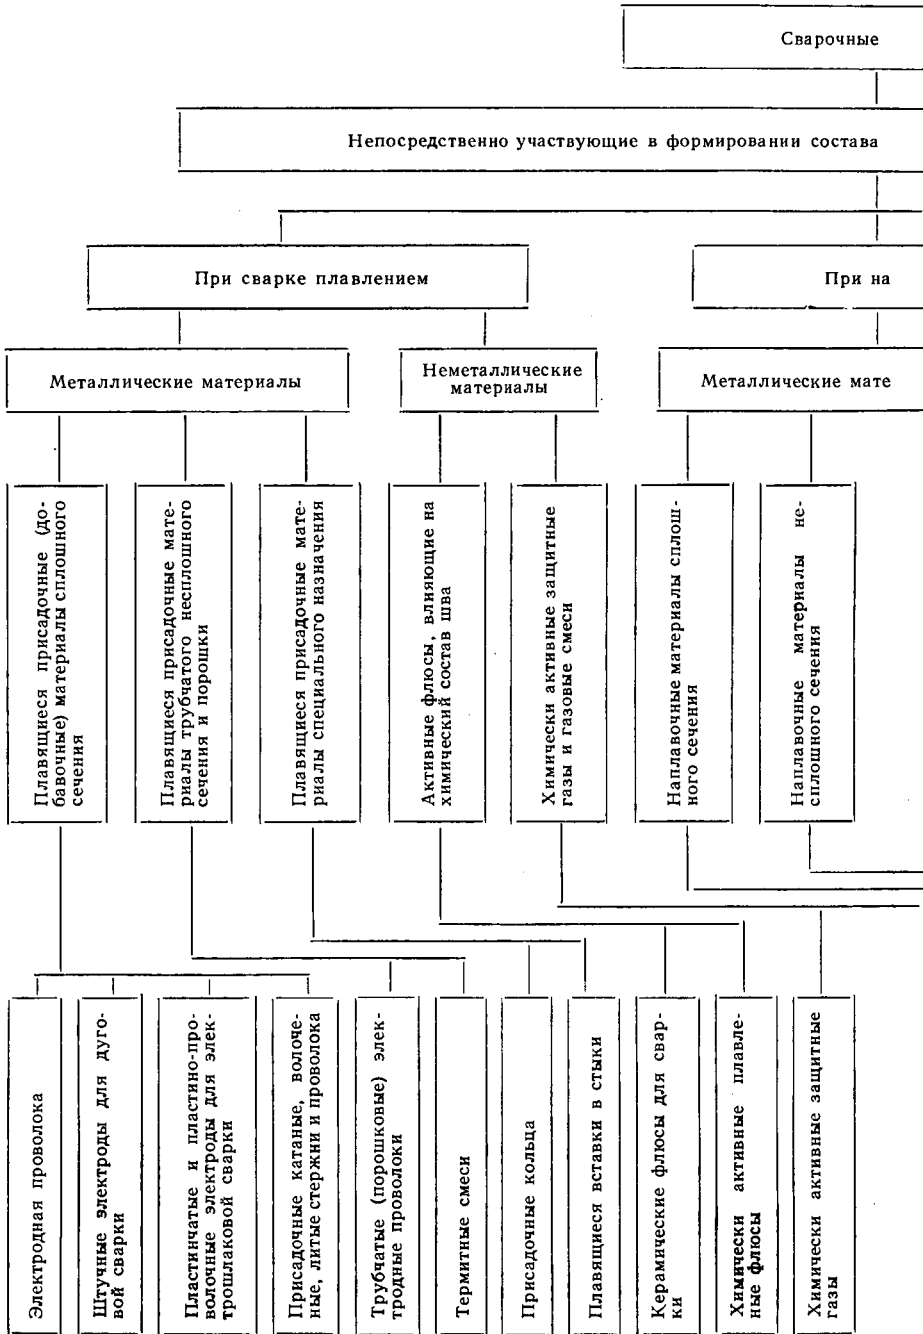 Сварочные
Непосредственно участвующие в формировании состава
При сварке плавлением
При на
Металлические материалы
Неметаллические
материалы
Металлические мате
Плавящиеся присадочные (до-
бавочные) материалы сплошного
сечения
Плавящиеся присадочные мате-
риалы трубчатого несплошного
сечения и порошки
Плавящиеся присадочные мате-
риалы специального назначения
Активные флюсы, влияющие на
химический состав шва
Химически активные защитные
газы и газовые смеси
Наплавочные материалы сплош-
ного сечения
Наплавочные материалы не-
сплошного сечения
Электродная проволока
Штучные электроды для дуго-
вой сварки
Пластинчатые и пластино-про-
волочные электроды для элек-
трошлаковой сварки
Присадочные катаные, волоче-
ные, литые стержни и проволока
Трубчатые (порошковые) элек-
тродные проволоки
Термитные смеси
Присадочные кольца
Плавящиеся вставки в стыки
Керамические флюсы для свар-
ки
Химически активные плавле-
ные флюсы
Химически активные защитные
газы